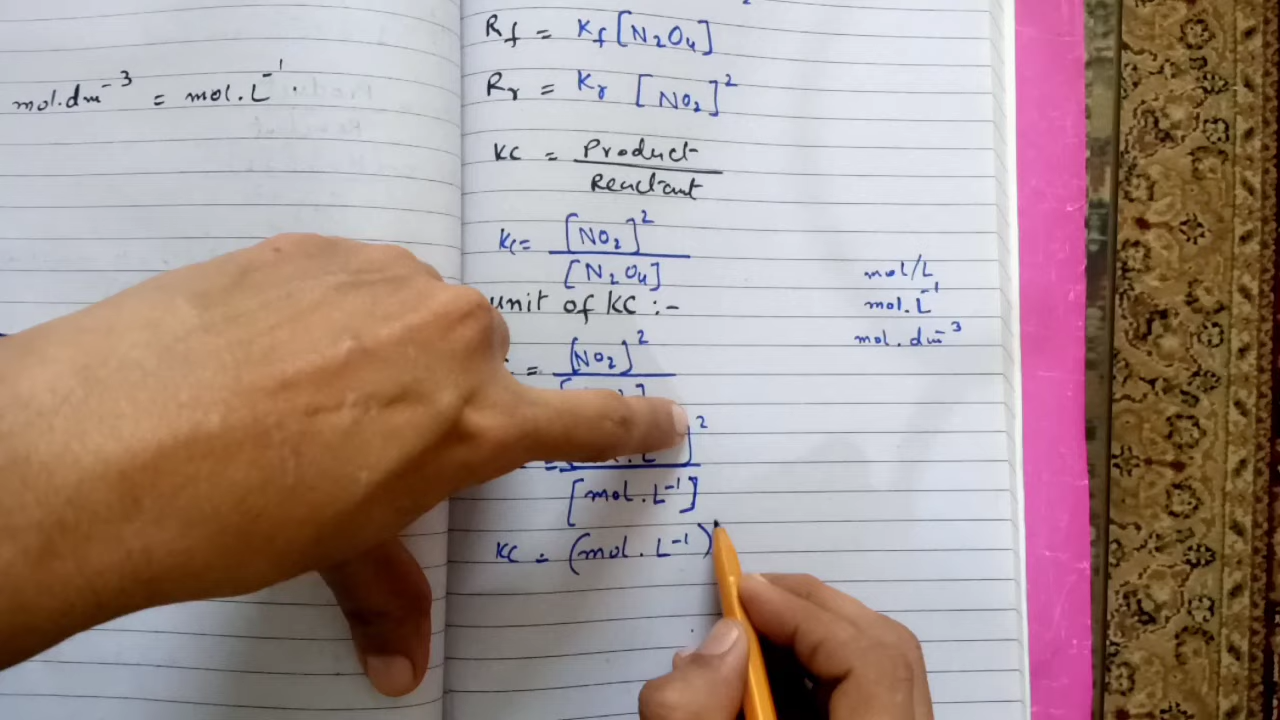 mol.dm⁻³ = mol.L⁻¹
Rf = Kf [N₂O₄]
Rr = Kr [NO₂]²
KC = Product
Reactant
Kc = [NO₂]²
[N₂O₄]
unit of KC :-
mol/L
mol.L⁻¹
mol.dm⁻³
= [NO₂]²
[mol.L⁻¹]
KC = (mol.L⁻¹)